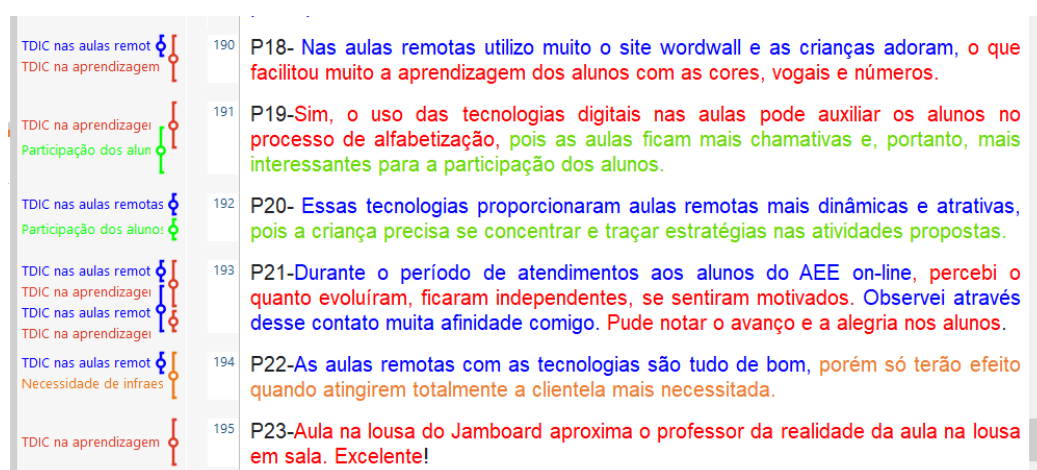 TDIC nas aulas remot
TDIC na aprendizagem
190
P18- Nas aulas remotas utilizo muito o site wordwall e as crianças adoram, o que
facilitou muito a aprendizagem dos alunos com as cores, vogais e números.
TDIC na aprendizager
Participação dos alun
191
P19-Sim, o uso das tecnologias digitais nas aulas pode auxiliar os alunos no
processo de alfabetização, pois as aulas ficam mais chamativas e, portanto, mais
interessantes para a participação dos alunos.
TDIC nas aulas remotas
Participação dos alunos
192
P20- Essas tecnologias proporcionaram aulas remotas mais dinâmicas e atrativas,
pois a criança precisa se concentrar e traçar estratégias nas atividades propostas.
TDIC nas aulas remot
TDIC na aprendizager
TDIC nas aulas remot
TDIC na aprendizager
193
P21-Durante o período de atendimentos aos alunos do AEE on-line, percebi o
quanto evoluíram, ficaram independentes, se sentiram motivados. Observei através
desse contato muita afinidade comigo. Pude notar o avanço e a alegria nos alunos.
TDIC nas aulas remot
Necessidade de infraes
194
P22-As aulas remotas com as tecnologias são tudo de bom, porém só terão efeito
quando atingirem totalmente a clientela mais necessitada.
TDIC na aprendizagem
195
P23-Aula na lousa do Jamboard aproxima o professor da realidade da aula na lousa
em sala. Excelente!